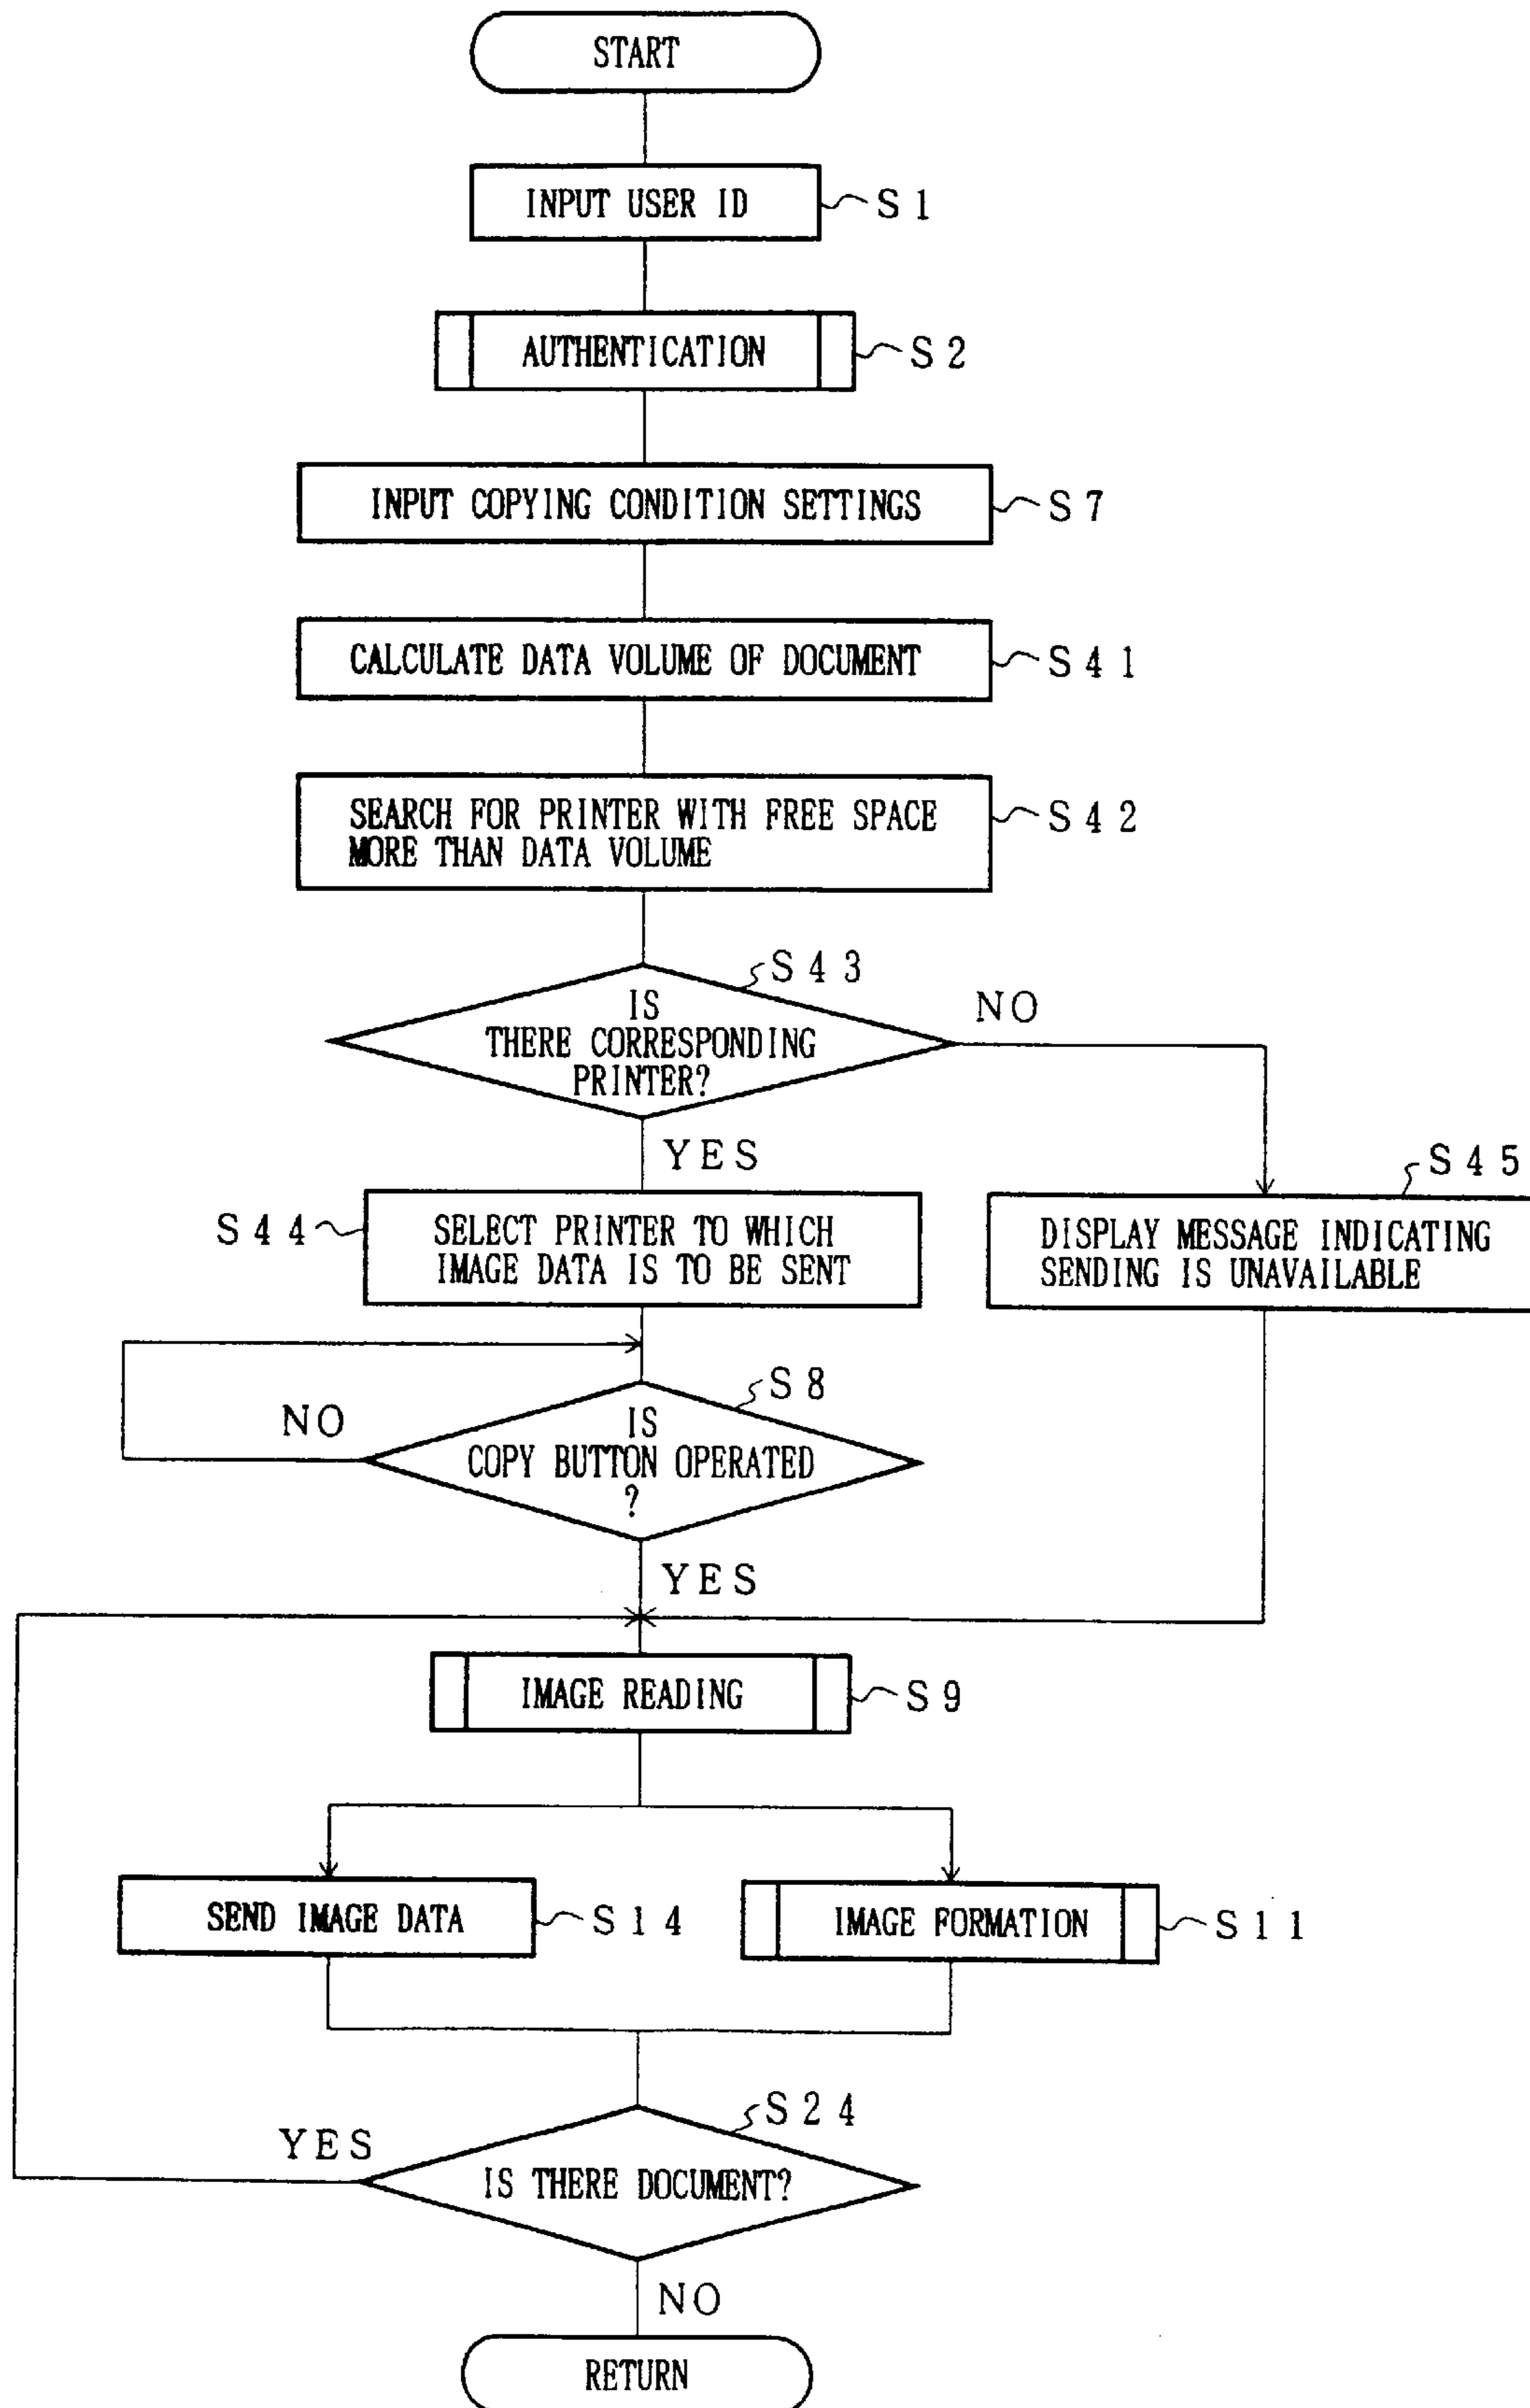 START
INPUT USER ID
S1
AUTHENTICATION
S2
INPUT COPYING CONDITION SETTINGS
S7
CALCULATE DATA VOLUME OF DOCUMENT
S41
SEARCH FOR PRINTER WITH FREE SPACE
MORE THAN DATA VOLUME
S42
S43
IS
THERE CORRESPONDING
PRINTER?
NO
YES
S44
SELECT PRINTER TO WHICH
IMAGE DATA IS TO BE SENT
S45
DISPLAY MESSAGE INDICATING
SENDING IS UNAVAILABLE
S8
IS
COPY BUTTON OPERATED
?
NO
YES
IMAGE READING
S9
SEND IMAGE DATA
S14
IMAGE FORMATION
S11
S24
IS THERE DOCUMENT?
YES
NO
RETURN